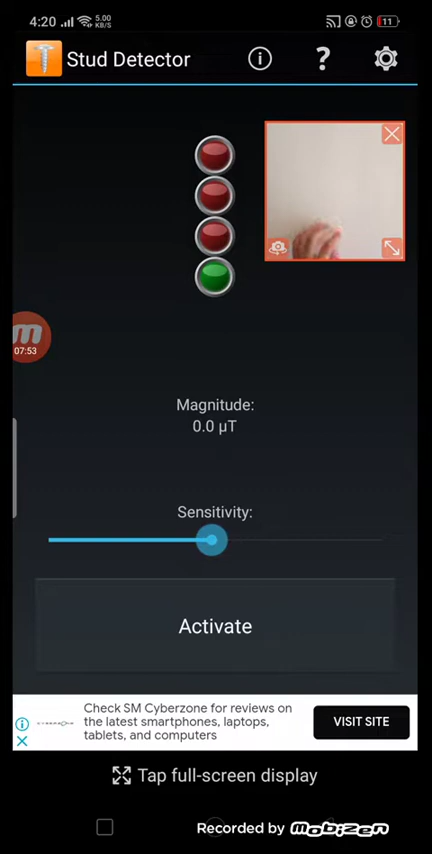 4:20
5.00
KB/S
11
Stud Detector
07:53
Magnitude:
0.0 µT
Sensitivity:
Activate
Check SM Cyberzone for reviews on
the latest smartphones, laptops,
tablets, and computers
VISIT SITE
Tap full-screen display
Recorded by Mobizen